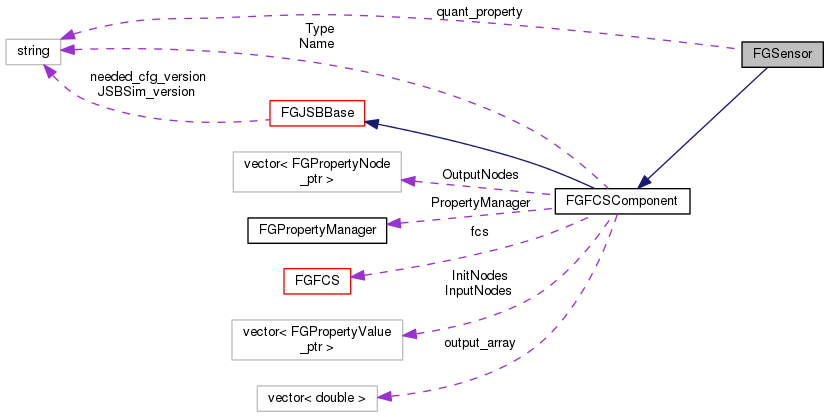 quant_property
Type
Name
string
FGSensor
needed_cfg_version
JSBSim_version
FGJSBBase
vector< FGPropertyNode
_ptr >
OutputNodes
FGFCSComponent
PropertyManager
FGPropertyManager
fcs
FGFCS
InitNodes
InputNodes
vector< FGPropertyValue
_ptr >
output_array
vector< double >